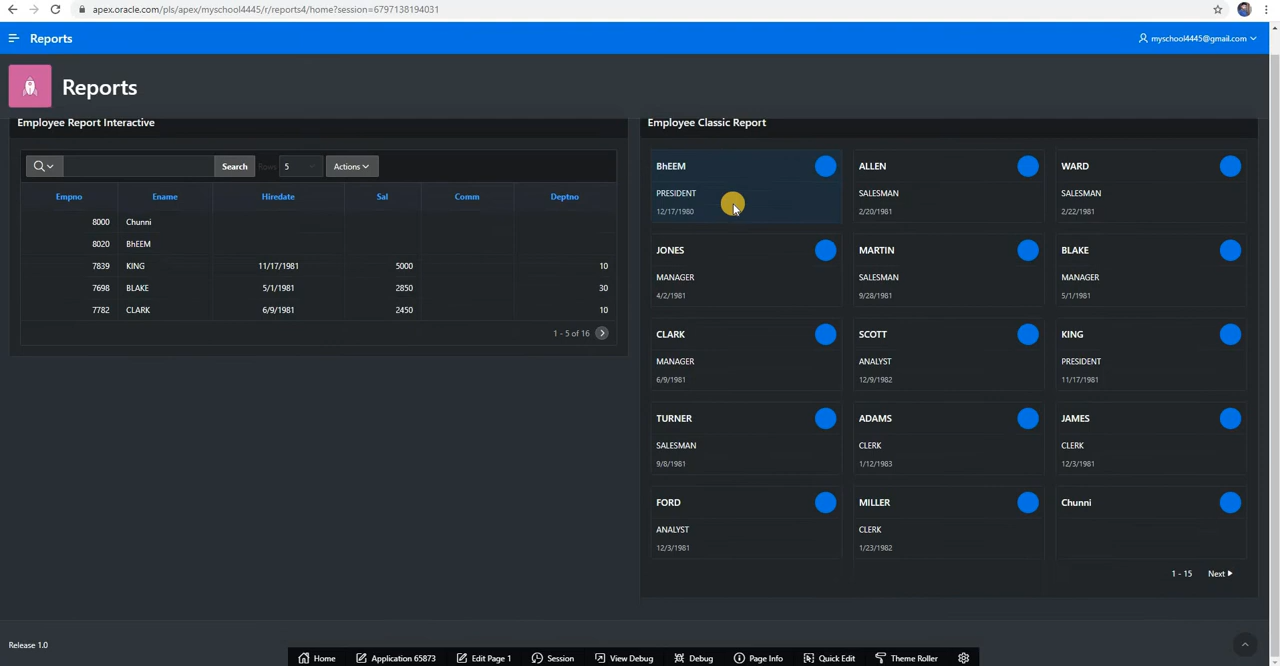 apex.oracle.com/pls/apex/myschool4445/r/reports4/home?session=6797138194031
Reports
myschool4445@gmail.com
Reports
Employee Report Interactive
Search Rows 5 Actions
Empno Ename Hiredate Sal Comm Deptno
8000 Chunni
8020 BhEEM
7839 KING 11/17/1981 5000 10
7698 BLAKE 5/1/1981 2850 30
7782 CLARK 6/9/1981 2450 10
1 - 5 of 16
Employee Classic Report
BhEEM ALLEN WARD
PRESIDENT SALESMAN SALESMAN
12/17/1980 2/20/1981 2/22/1981
JONES MARTIN BLAKE
MANAGER SALESMAN MANAGER
4/2/1981 9/28/1981 5/1/1981
CLARK SCOTT KING
MANAGER ANALYST PRESIDENT
6/9/1981 12/9/1982 11/17/1981
TURNER ADAMS JAMES
SALESMAN CLERK CLERK
9/8/1981 1/12/1983 12/3/1981
FORD MILLER Chunni
ANALYST CLERK
12/3/1981 1/23/1982
1 - 15 Next
Release 1.0
Home Application 65873 Edit Page 1 Session View Debug Debug Page Info Quick Edit Theme Roller